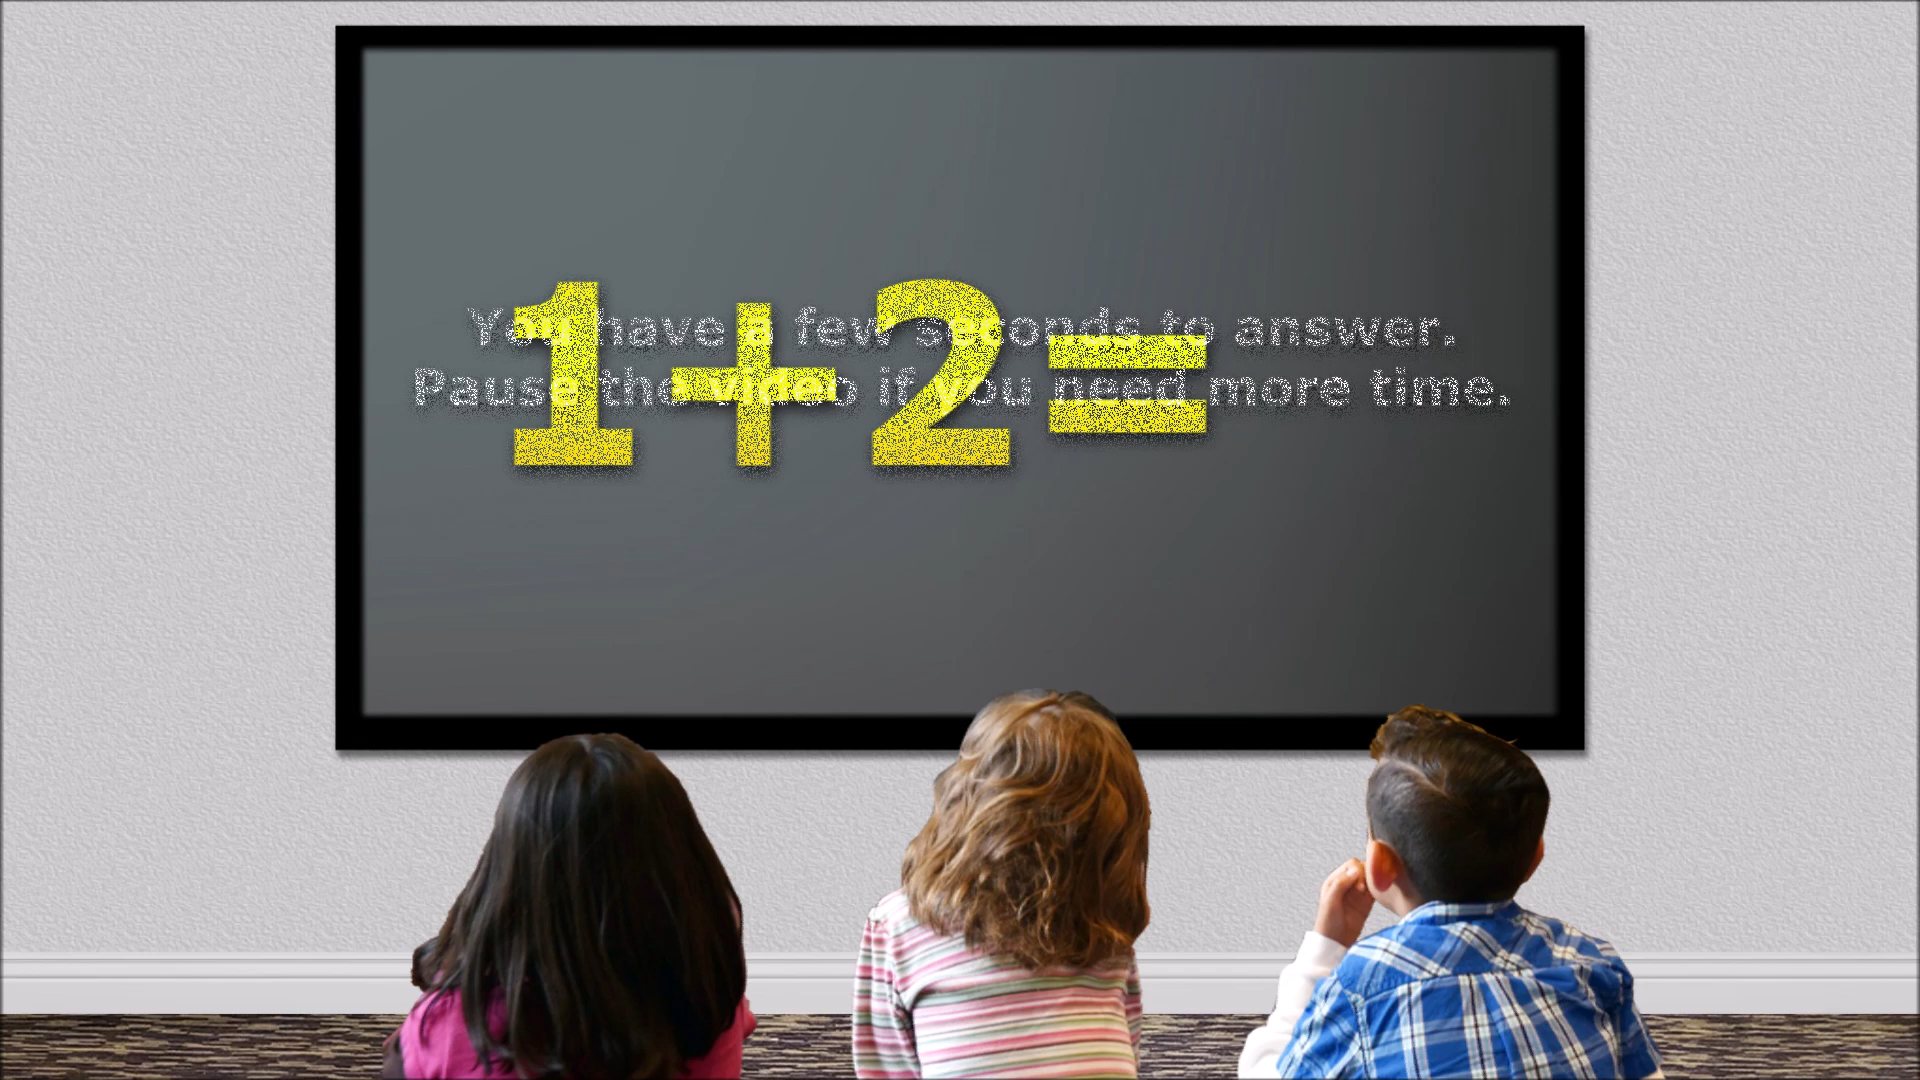 You have a few seconds to answer.
Pause the video if you need more time.
1+2=